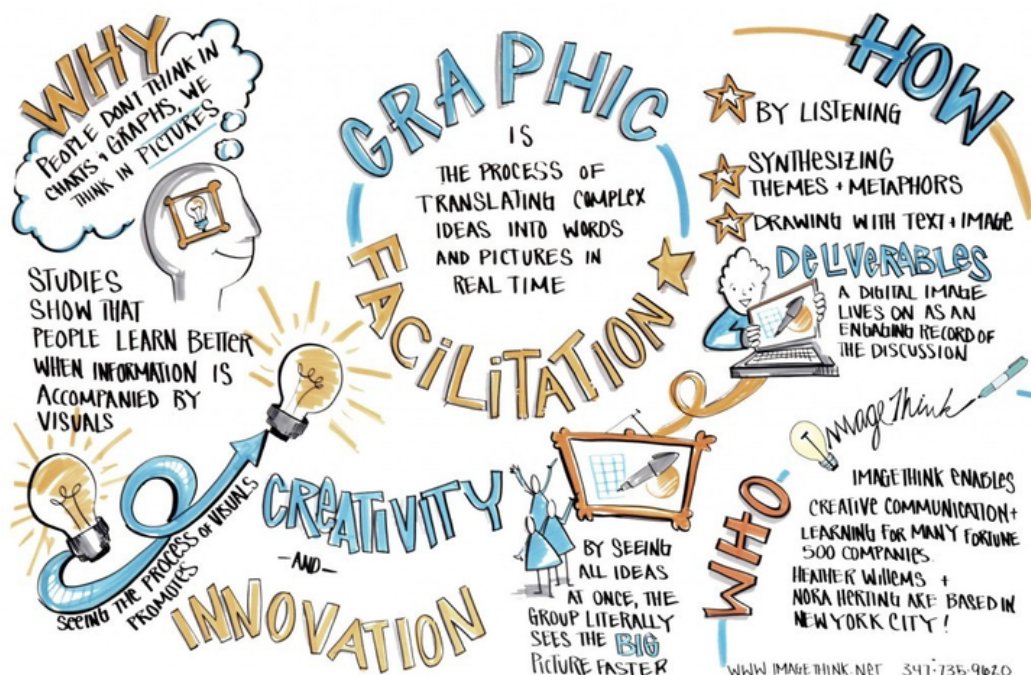 WHY
PEOPLE DON'T THINK IN
CHARTS + GRAPHS, WE
THINK IN PICTURES
STUDIES
SHOW THAT
PEOPLE LEARN BETTER
WHEN INFORMATION IS
ACCOMPANIED BY
VISUALS
SEEING THE PROCESS OF VISUALS
PROMOTES
CREATIVITY
-AND-
INNOVATION
GRAPHIC
IS
THE PROCESS OF
TRANSLATING COMPLEX
IDEAS INTO WORDS
AND PICTURES IN
REAL TIME
FACILITATION
BY SEEING
ALL IDEAS
AT ONCE, THE
GROUP LITERALLY
SEES THE BIG
PICTURE FASTER
HOW
BY LISTENING
SYNTHESIZING
THEMES + METAPHORS
DRAWING WITH TEXT + IMAGE
DELIVERABLES
A DIGITAL IMAGE
LIVES ON AS AN
ENGAGING RECORD OF
THE DISCUSSION
ImageThink
WHO
IMAGETHINK ENABLES
CREATIVE COMMUNICATION +
LEARNING FOR MANY FORTUNE
500 COMPANIES.
HEATHER WILLEMS +
NORA HERTING ARE BASED IN
NEW YORK CITY!
WWW.IMAGETHINK.NET 347-735-9620